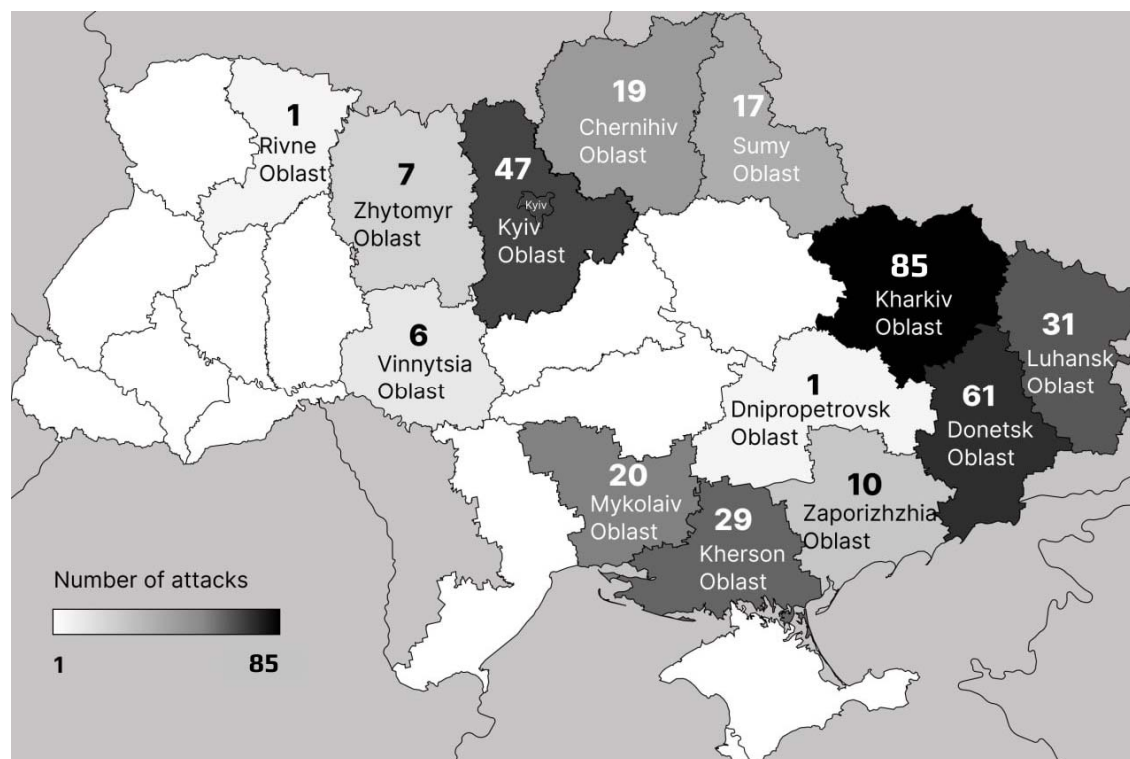 1
Rivne
Oblast
7
Zhytomyr
Oblast
47
Kyiv
Kyiv
Oblast
19
Chernihiv
Oblast
17
Sumy
Oblast
85
Kharkiv
Oblast
31
Luhansk
Oblast
6
Vinnytsia
Oblast
1
Dnipropetrovsk
Oblast
61
Donetsk
Oblast
20
Mykolaiv
Oblast
29
Kherson
Oblast
10
Zaporizhzhia
Oblast
Number of attacks
1 85